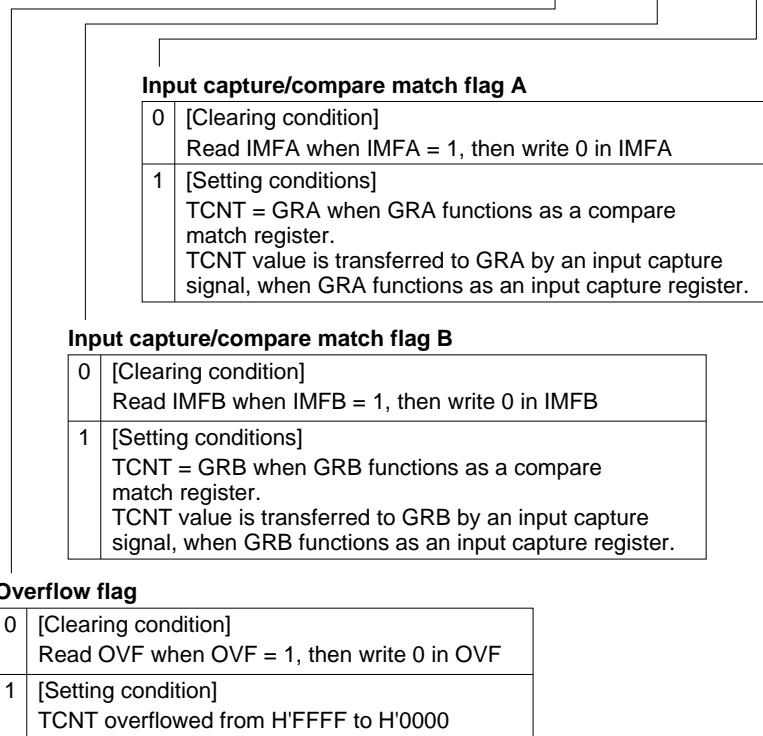 Input capture/compare match flag A
0 [Clearing condition]
Read IMFA when IMFA = 1, then write 0 in IMFA
1 [Setting conditions]
TCNT = GRA when GRA functions as a compare
match register.
TCNT value is transferred to GRA by an input capture
signal, when GRA functions as an input capture register.
Input capture/compare match flag B
0 [Clearing condition]
Read IMFB when IMFB = 1, then write 0 in IMFB
1 [Setting conditions]
TCNT = GRB when GRB functions as a compare
match register.
TCNT value is transferred to GRB by an input capture
signal, when GRB functions as an input capture register.
Overflow flag
0 [Clearing condition]
Read OVF when OVF = 1, then write 0 in OVF
1 [Setting condition]
TCNT overflowed from H'FFFF to H'0000